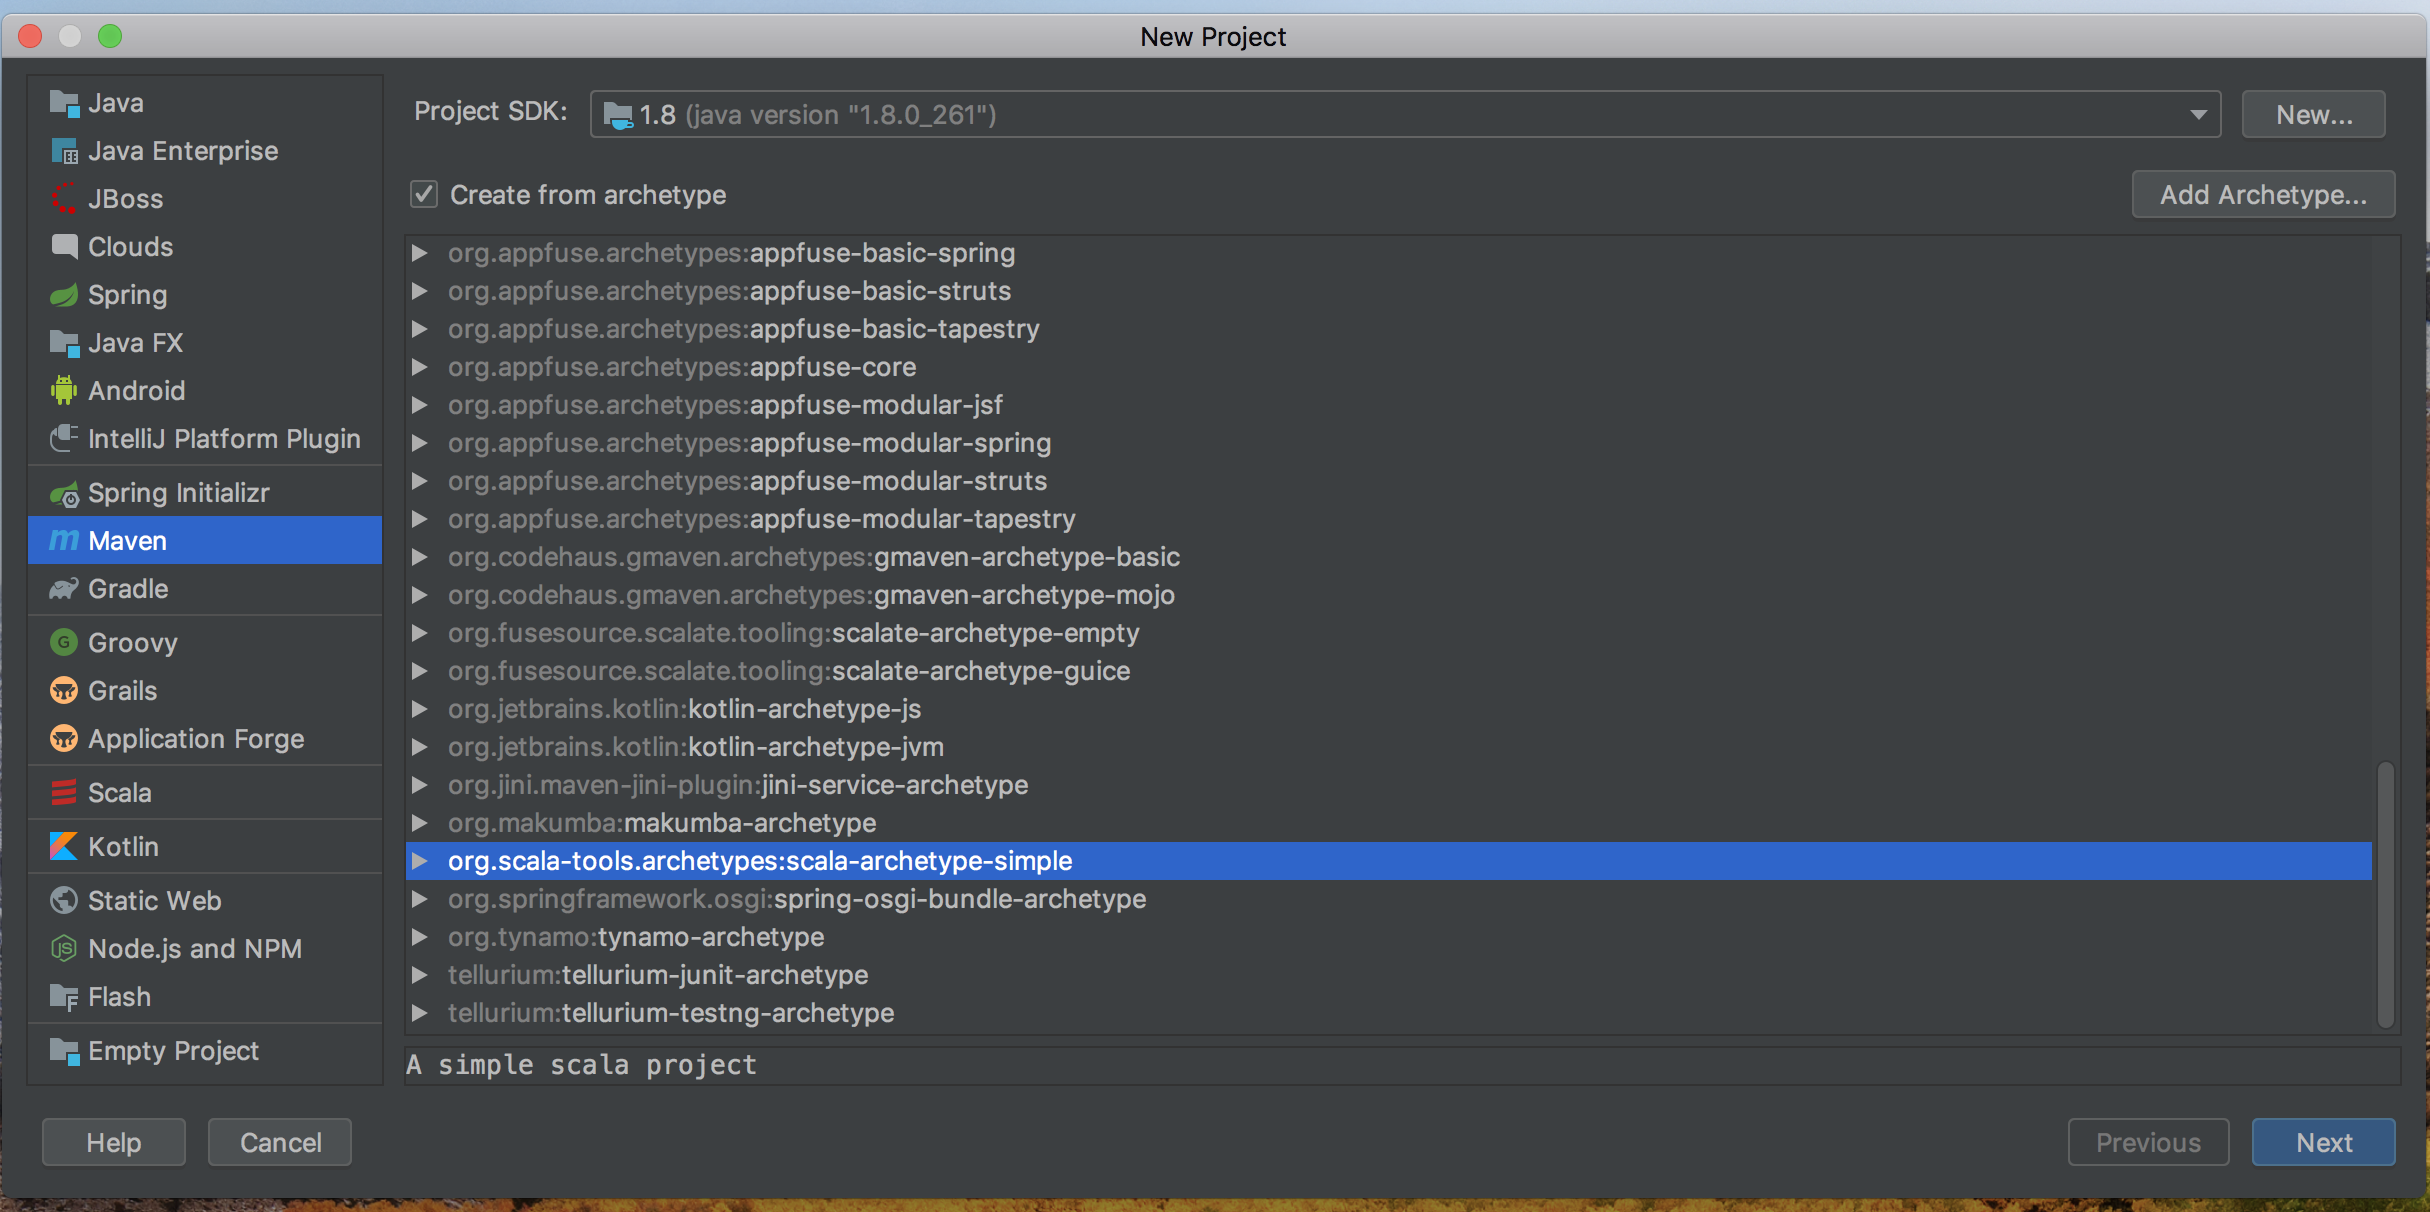 New Project
Java
Java Enterprise
JBoss
Clouds
Spring
Java FX
Android
IntelliJ Platform Plugin
Spring Initializr
Maven
Gradle
Groovy
Grails
Application Forge
Scala
Kotlin
Static Web
Node.js and NPM
Flash
Empty Project
Project SDK: 1.8 (java version "1.8.0_261") New...
Create from archetype Add Archetype...
org.appfuse.archetypes:appfuse-basic-spring
org.appfuse.archetypes:appfuse-basic-struts
org.appfuse.archetypes:appfuse-basic-tapestry
org.appfuse.archetypes:appfuse-core
org.appfuse.archetypes:appfuse-modular-jsf
org.appfuse.archetypes:appfuse-modular-spring
org.appfuse.archetypes:appfuse-modular-struts
org.appfuse.archetypes:appfuse-modular-tapestry
org.codehaus.gmaven.archetypes:gmaven-archetype-basic
org.codehaus.gmaven.archetypes:gmaven-archetype-mojo
org.fusesource.scalate.tooling:scalate-archetype-empty
org.fusesource.scalate.tooling:scalate-archetype-guice
org.jetbrains.kotlin:kotlin-archetype-js
org.jetbrains.kotlin:kotlin-archetype-jvm
org.jini.maven-jini-plugin:jini-service-archetype
org.makumba:makumba-archetype
org.scala-tools.archetypes:scala-archetype-simple
org.springframework.osgi:spring-osgi-bundle-archetype
org.tynamo:tynamo-archetype
tellurium:tellurium-junit-archetype
tellurium:tellurium-testng-archetype
A simple scala project
Help Cancel Previous Next